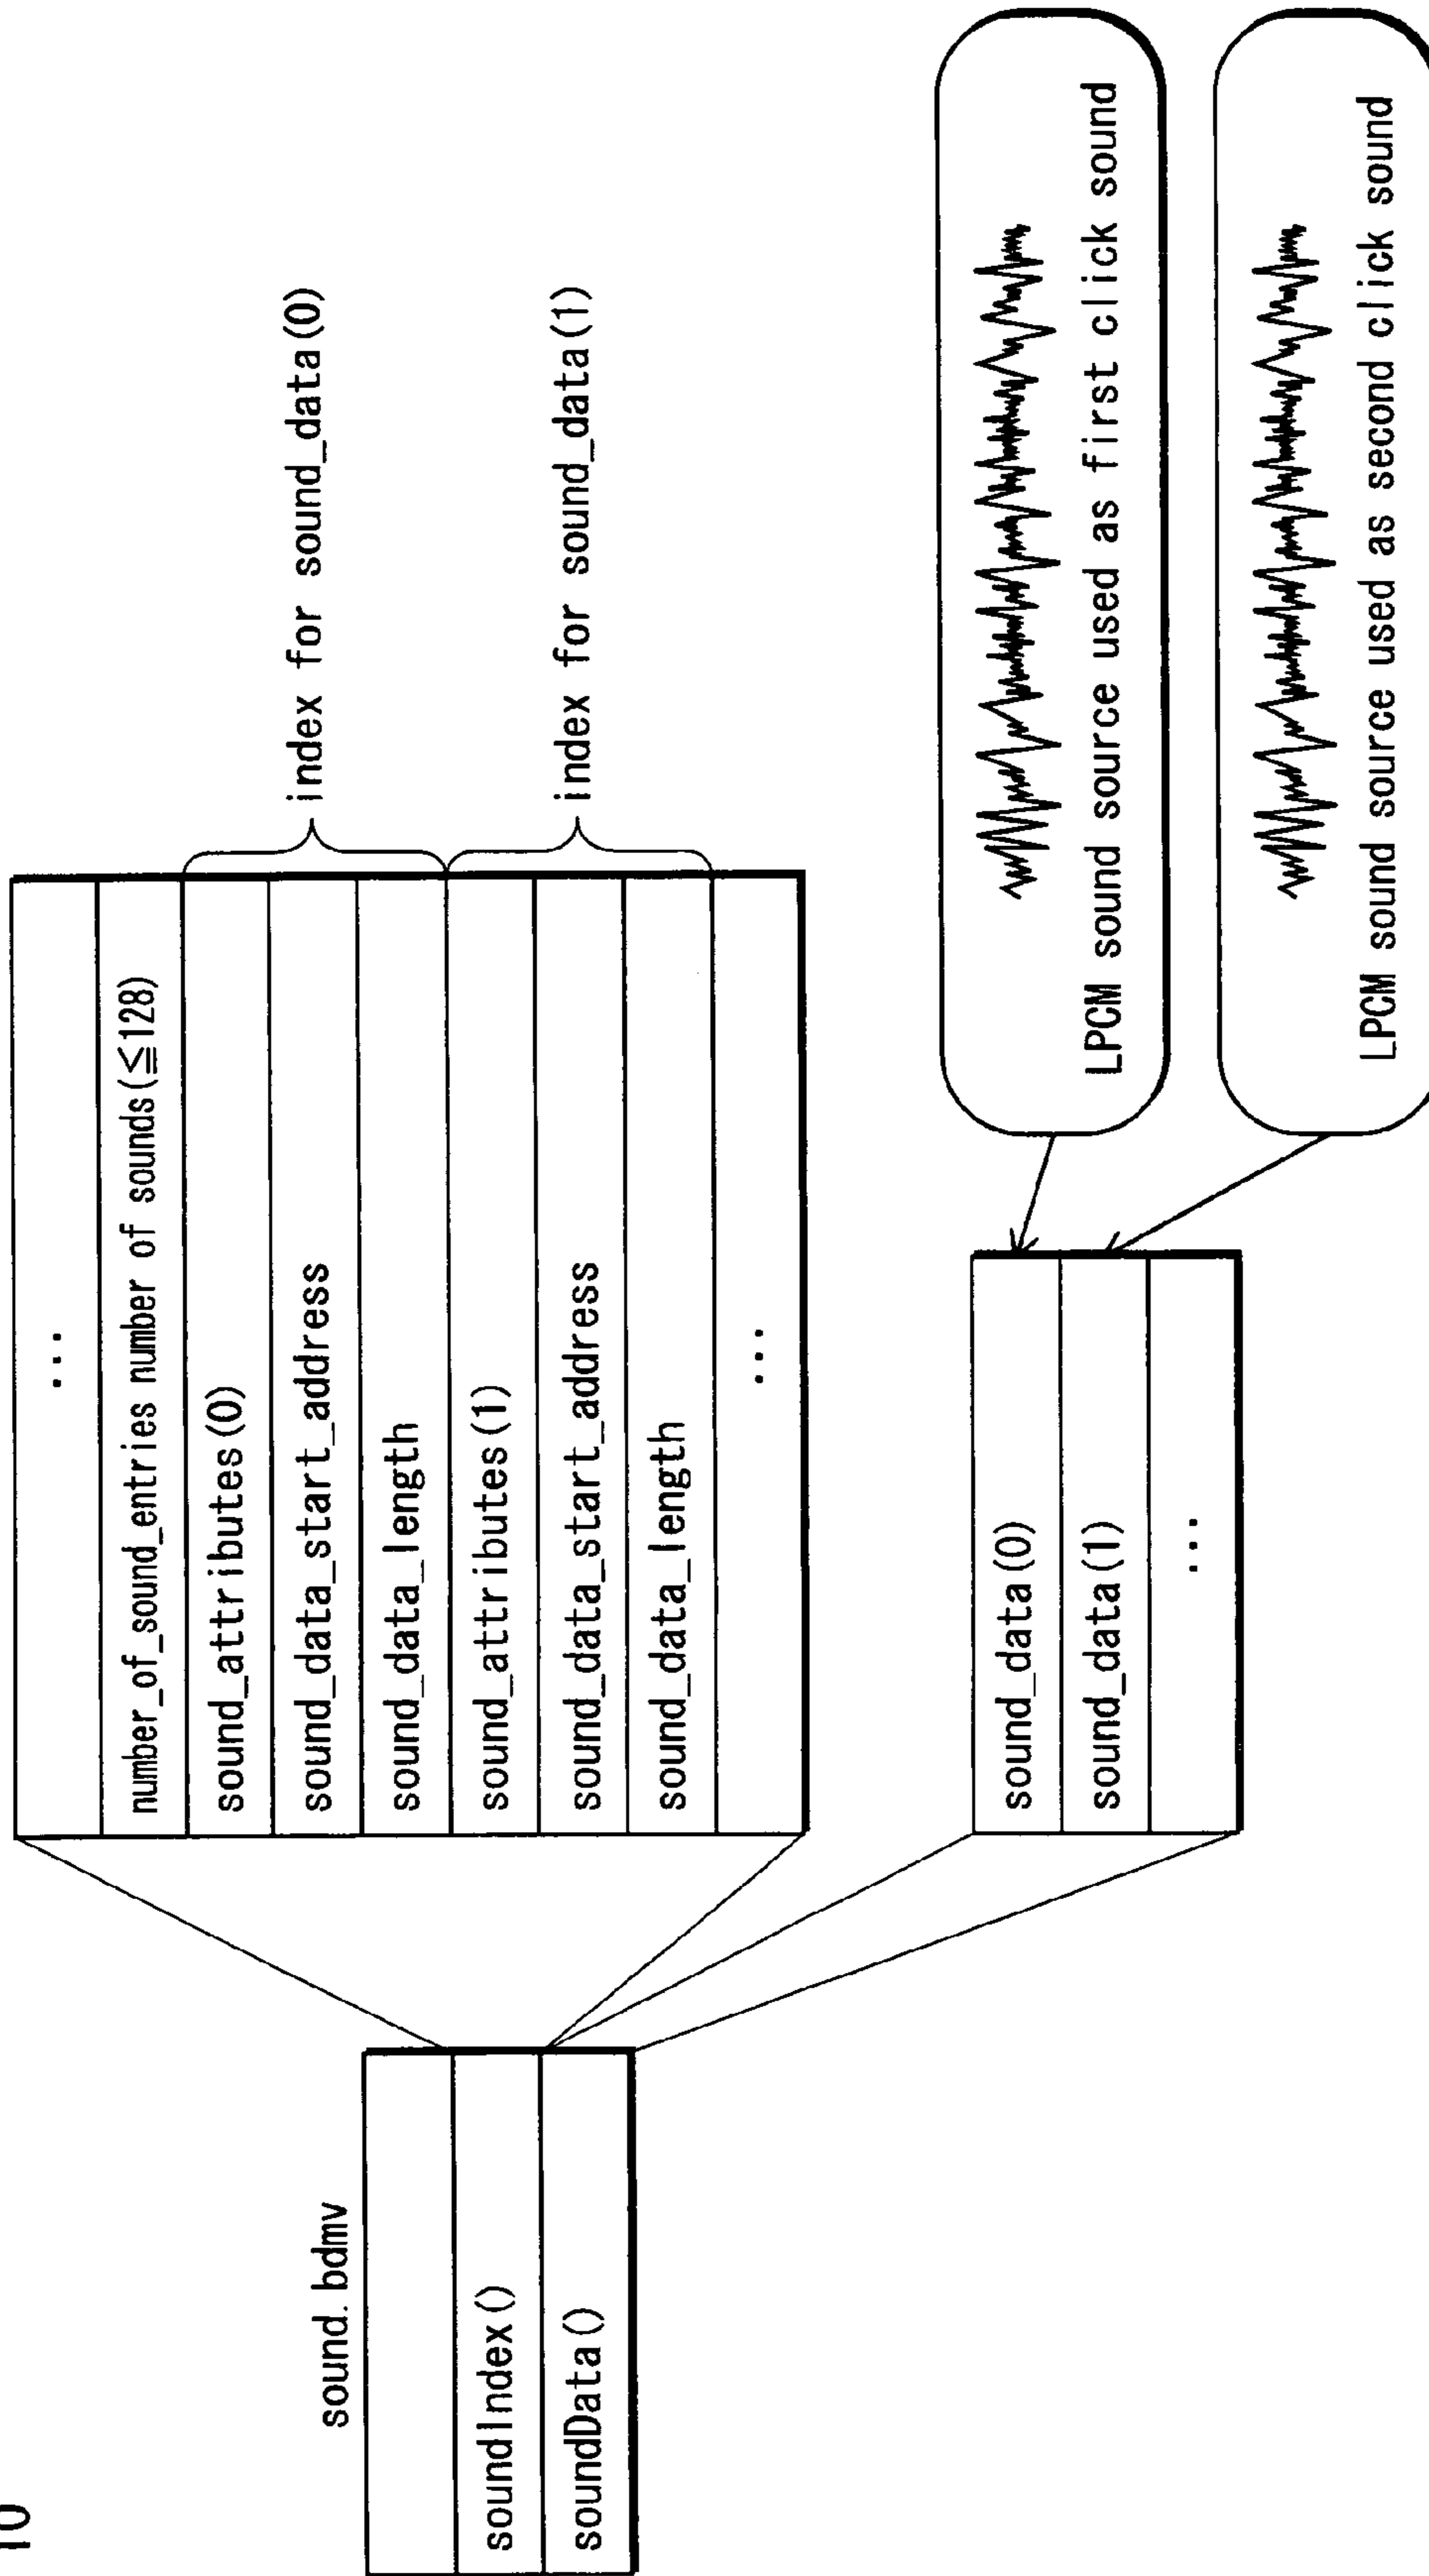 10
sound.bdmv
soundIndex()
soundData()
...
number_of_sound_entries number of sounds(≦128)
sound_attributes(0)
sound_data_start_address
sound_data_length
sound_attributes(1)
sound_data_start_address
sound_data_length
...
index for sound_data(0)
index for sound_data(1)
sound_data(0)
sound_data(1)
...
LPCM sound source used as first click sound
LPCM sound source used as second click sound